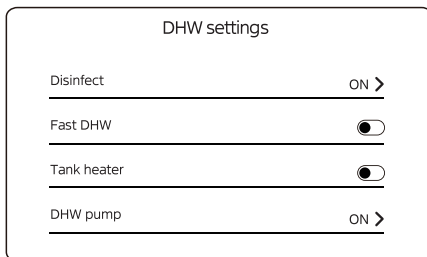 DHW settings
Disinfect ON
Fast DHW
Tank heater
DHW pump ON